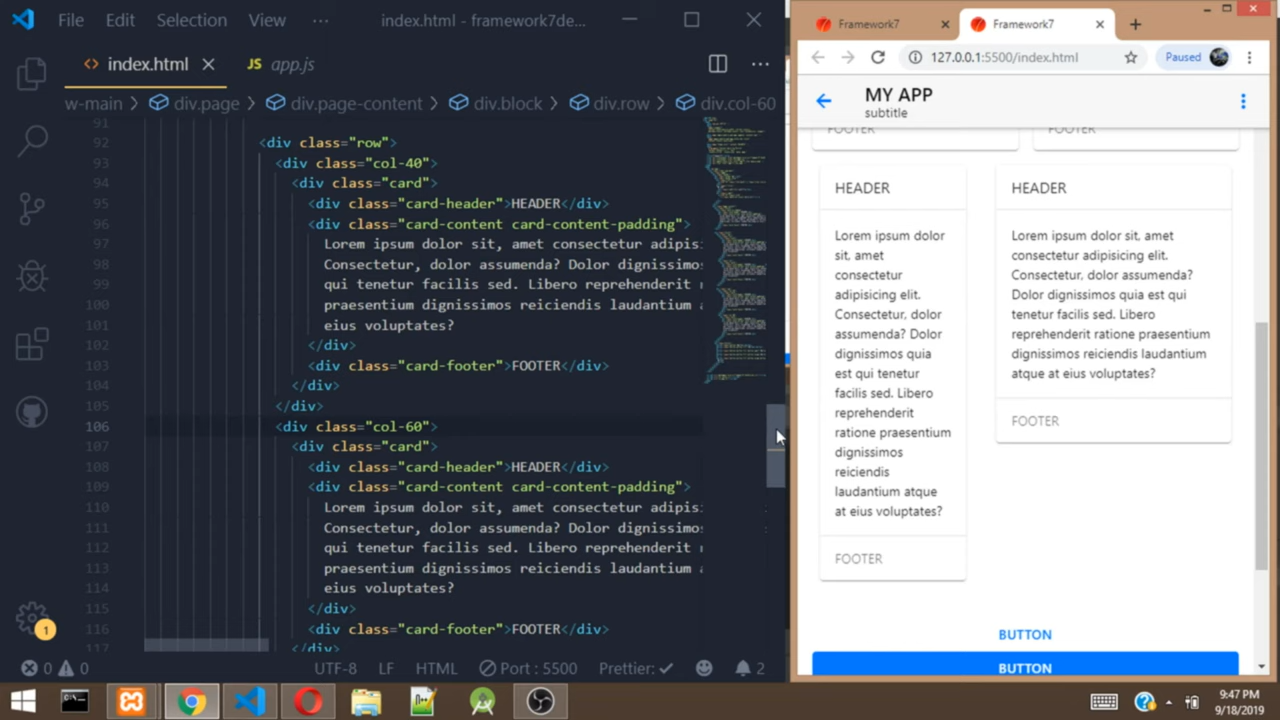 File Edit Selection View ··· index.html - framework7de...
index.html
JS app.js
w-main > div.page > div.page-content > div.block > div.row > div.col-60
91
92 <div class="row">
93 <div class="col-40">
94 <div class="card">
95 <div class="card-header">HEADER</div>
96 <div class="card-content card-content-padding">
97 Lorem ipsum dolor sit, amet consectetur adipis
98 Consectetur, dolor assumenda? Dolor dignissimo
99 qui tenetur facilis sed. Libero reprehenderit
100 praesentium dignissimos reiciendis laudantium
101 eius voluptates?
102 </div>
103 <div class="card-footer">FOOTER</div>
104 </div>
105 </div>
106 <div class="col-60">
107 <div class="card">
108 <div class="card-header">HEADER</div>
109 <div class="card-content card-content-padding">
110 Lorem ipsum dolor sit, amet consectetur adipis
111 Consectetur, dolor assumenda? Dolor dignissimo
112 qui tenetur facilis sed. Libero reprehenderit
113 praesentium dignissimos reiciendis laudantium
114 eius voluptates?
115 </div>
116 <div class="card-footer">FOOTER</div>
117 </div>
1
0 0 UTF-8 LF HTML Port : 5500 Prettier: 2
Framework7
Framework7
127.0.0.1:5500/index.html
Paused
MY APP
subtitle
FOOTER
FOOTER
HEADER
Lorem ipsum dolor
sit, amet
consectetur
adipisicing elit.
Consectetur, dolor
assumenda? Dolor
dignissimos quia
est qui tenetur
facilis sed. Libero
reprehenderit
ratione praesentium
dignissimos
reiciendis
laudantium atque
at eius voluptates?
FOOTER
HEADER
Lorem ipsum dolor sit, amet
consectetur adipisicing elit.
Consectetur, dolor assumenda?
Dolor dignissimos quia est qui
tenetur facilis sed. Libero
reprehenderit ratione praesentium
dignissimos reiciendis laudantium
atque at eius voluptates?
FOOTER
BUTTON
BUTTON
9:47 PM
9/18/2019